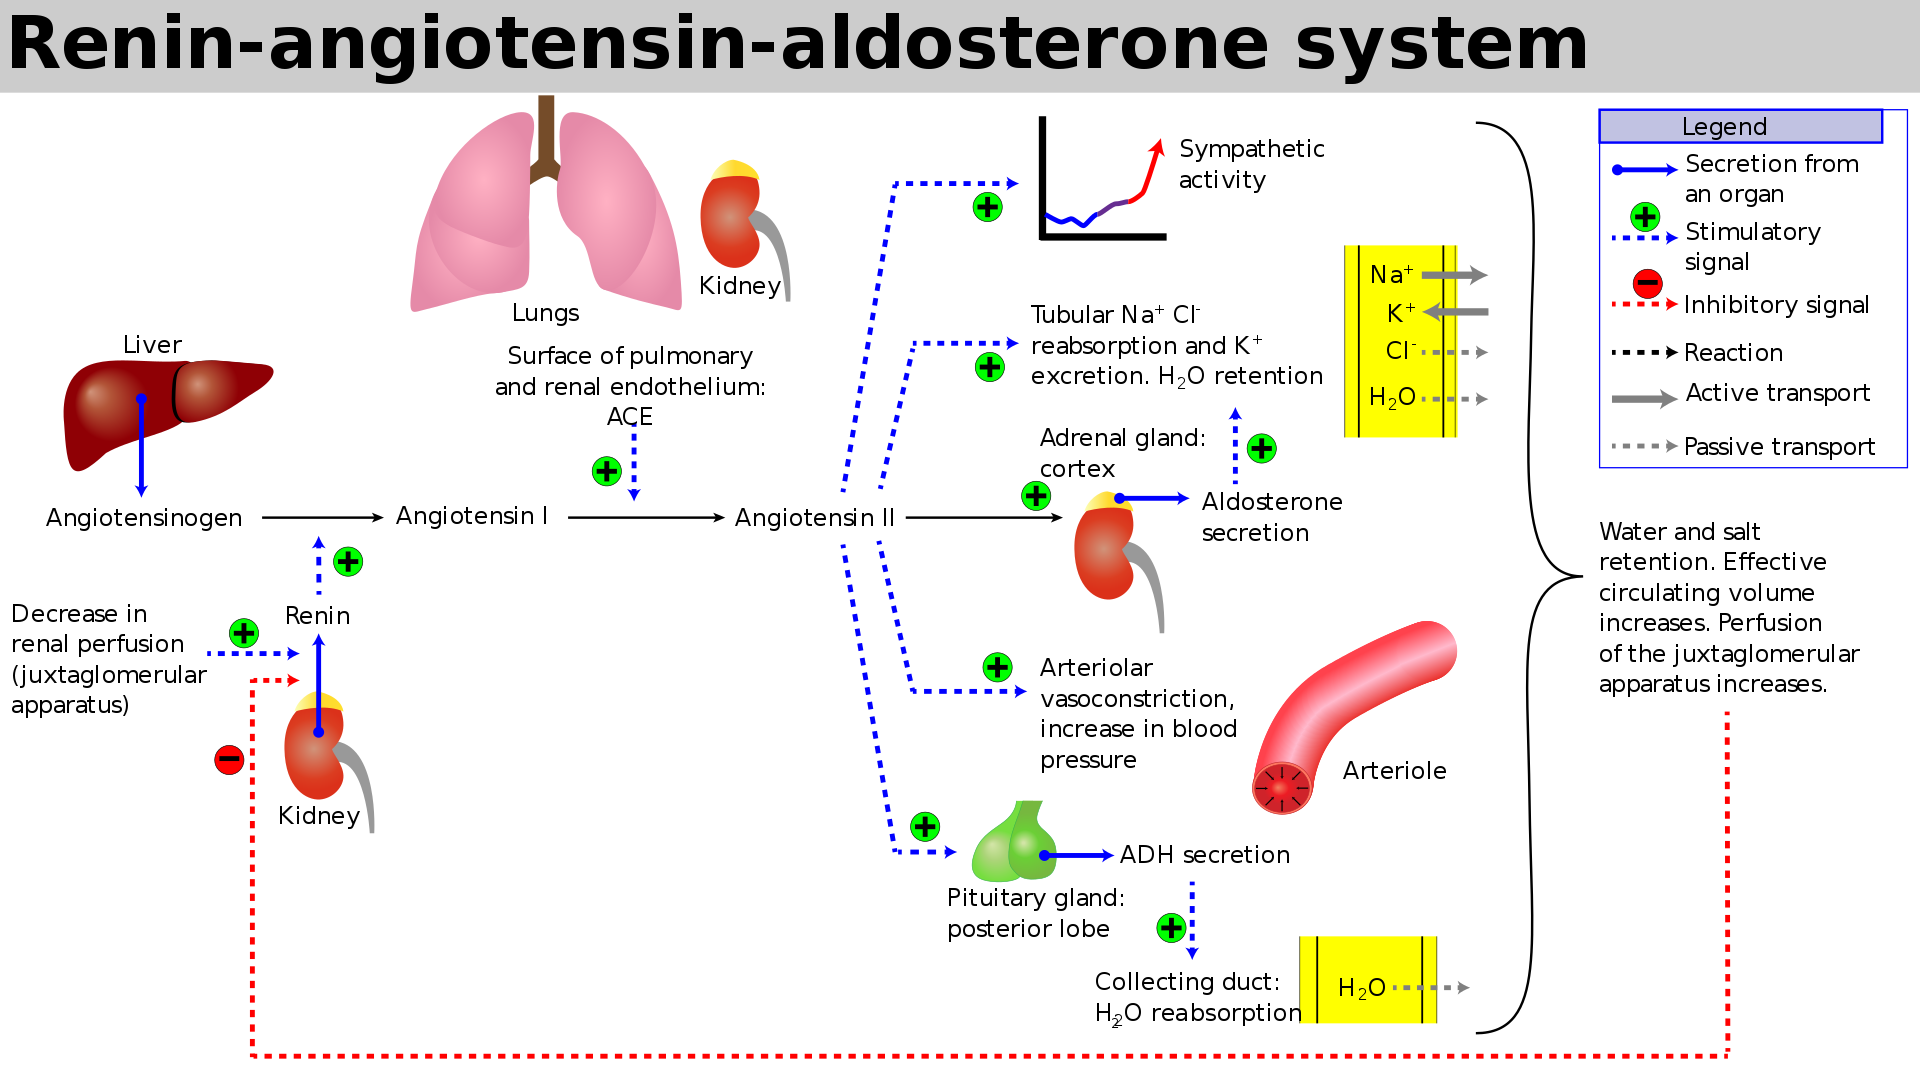 Renin-angiotensin-aldosterone system
Liver
Angiotensinogen
Decrease in
renal perfusion
(juxtaglomerular
apparatus)
Renin
Kidney
Lungs
Kidney
Surface of pulmonary
and renal endothelium:
ACE
Angiotensin I
Angiotensin II
Sympathetic
activity
Tubular Na⁺ Cl⁻
reabsorption and K⁺
excretion. H₂O retention
Na⁺
K⁺
Cl⁻
H₂O
Adrenal gland:
cortex
Aldosterone
secretion
Arteriolar
vasoconstriction,
increase in blood
pressure
Arteriole
Pituitary gland:
posterior lobe
ADH secretion
Collecting duct:
H₂O reabsorption
H₂O
Legend
Secretion from
an organ
Stimulatory
signal
Inhibitory signal
Reaction
Active transport
Passive transport
Water and salt
retention. Effective
circulating volume
increases. Perfusion
of the juxtaglomerular
apparatus increases.